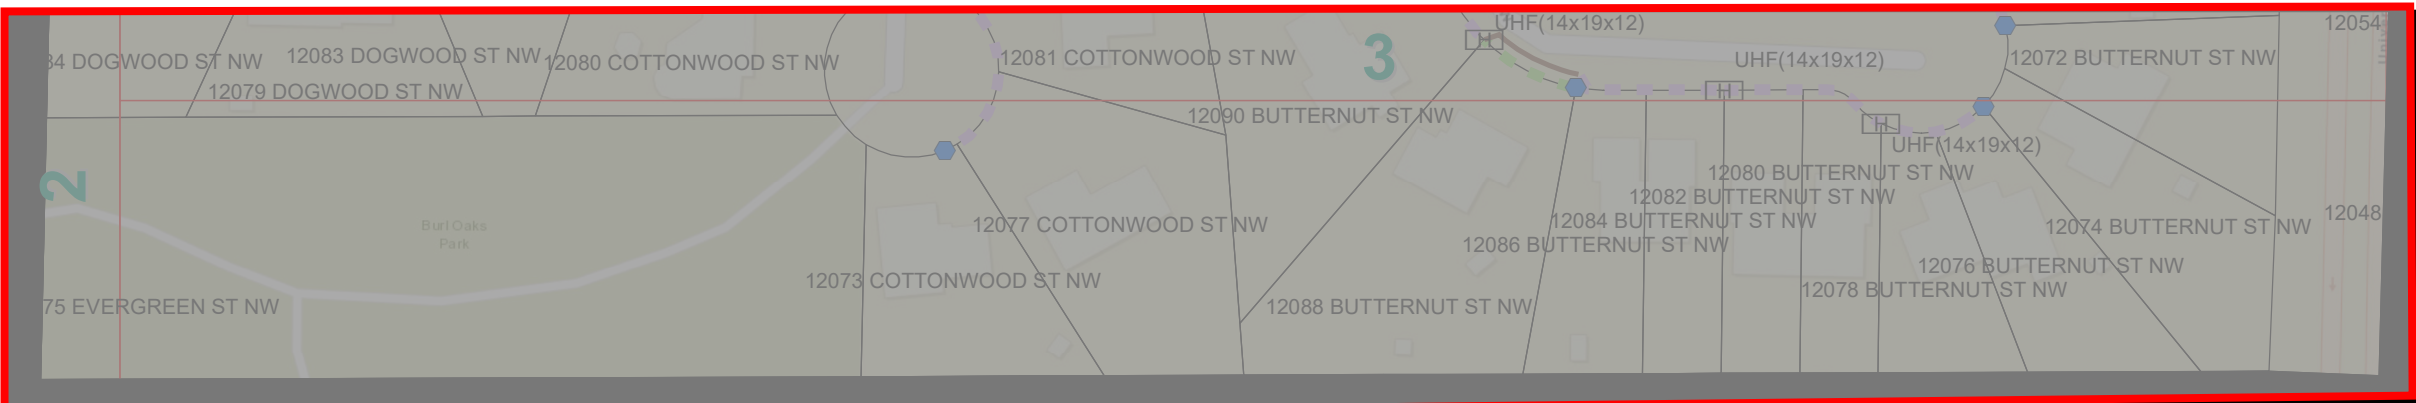 UHF(14x19x12)
12054
84 DOGWOOD ST NW
12083 DOGWOOD ST NW
12080 COTTONWOOD ST NW
12081 COTTONWOOD ST NW
3
UHF(14x19x12)
12072 BUTTERNUT ST NW
H
12079 DOGWOOD ST NW
H
12090 BUTTERNUT ST NW
H
UHF(14x19x12)
12080 BUTTERNUT ST NW
2
12082 BUTTERNUT ST NW
12048
12084 BUTTERNUT ST NW
Burl Oaks
Park
12077 COTTONWOOD ST NW
12074 BUTTERNUT ST NW
12086 BUTTERNUT ST NW
12076 BUTTERNUT ST NW
12073 COTTONWOOD ST NW
12078 BUTTERNUT ST NW
75 EVERGREEN ST NW
12088 BUTTERNUT ST NW